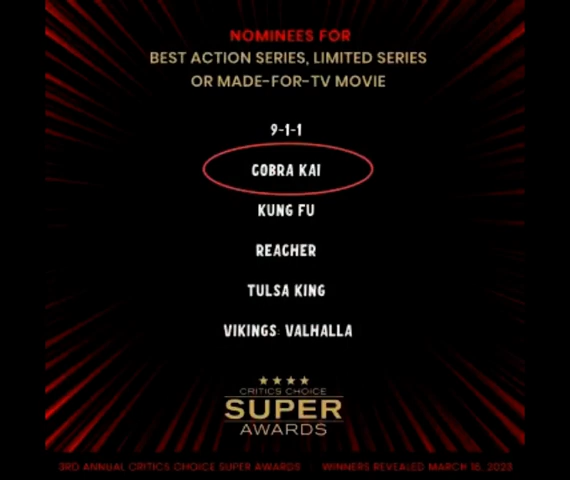 NOMINEES FOR
BEST ACTION SERIES, LIMITED SERIES
OR MADE-FOR-TV MOVIE
9-1-1
COBRA KAI
KUNG FU
REACHER
TULSA KING
VIKINGS: VALHALLA
CRITICS CHOICE
SUPER
AWARDS
3RD ANNUAL CRITICS CHOICE SUPER AWARDS | WINNERS REVEALED MARCH 16, 2023